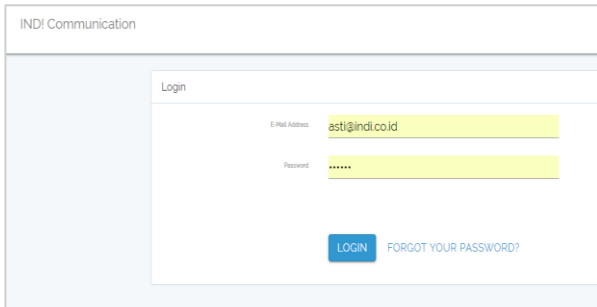 IND! Communication
Login
E-Mail Address
asti@indi.co.id
Password
••••••
LOGIN FORGOT YOUR PASSWORD?